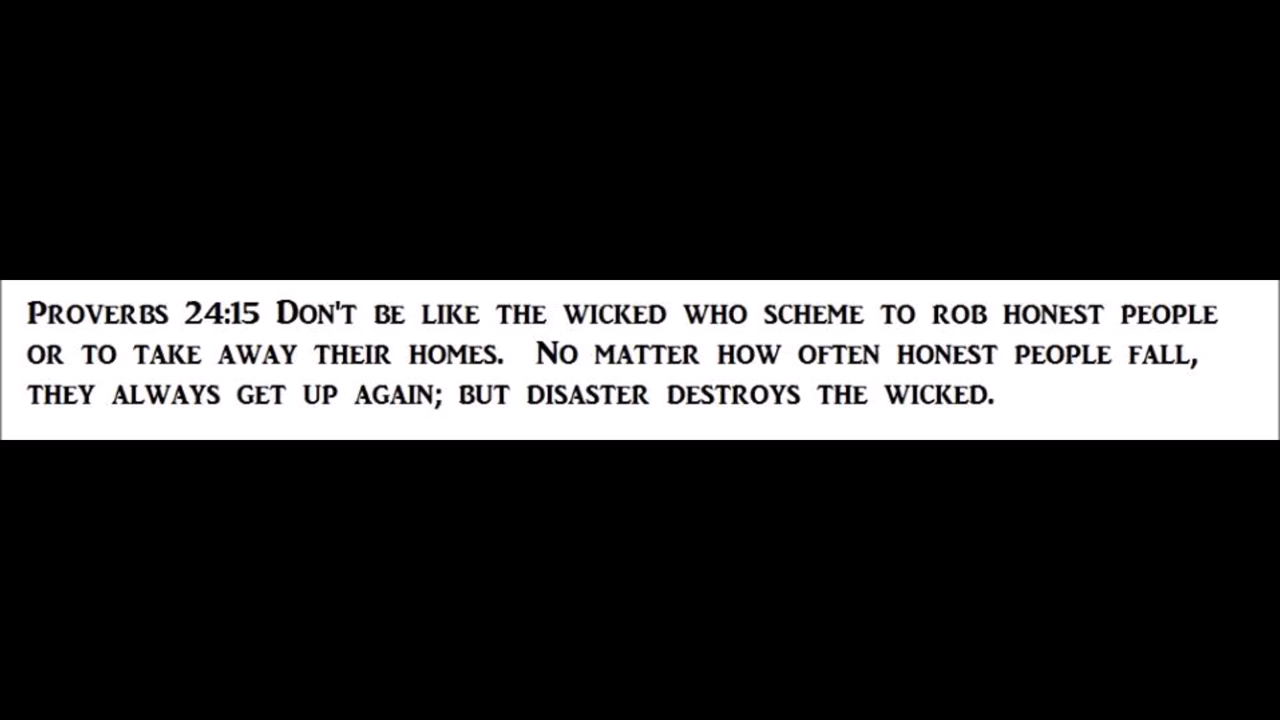 Proverbs 24:15 Don't be like the wicked who scheme to rob honest people
or to take away their homes.  No matter how often honest people fall,
they always get up again; but disaster destroys the wicked.